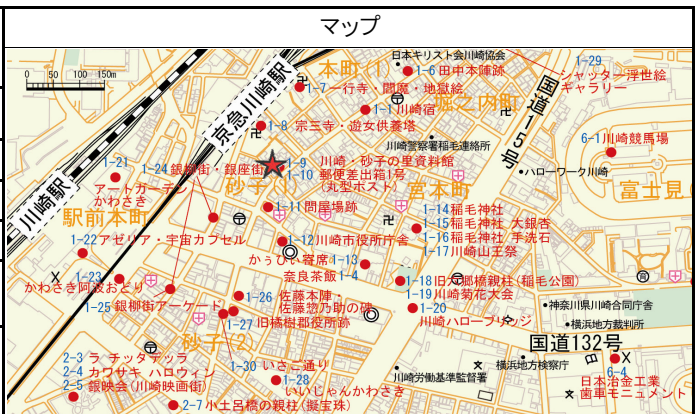 マップ
0 50 100 150m
日本キリスト会川崎協会
本町(1)
1-6 田中本陣跡
1-29
シャッター浮世絵
ギャラリー
1-7 一行寺・閻魔・地獄絵
1-1 川崎宿
堀之内町
国道15号
京急川崎駅
1-8 宗三寺・遊女供養塔
川崎警察署稲毛連絡所
6-1 川崎競馬場
1-21
アートガーデン
かわさき
1-24 銀柳街・銀座街
1-9 川崎・砂子の里資料館
1-10 郵便差出箱1号
(丸型ポスト)
ハローワーク川崎
川崎駅
砂子
宮本町
富士見
駅前本町
1-11 問屋場跡
1-14 稲毛神社
1-15 稲毛神社 大銀杏
1-16 稲毛神社 手洗石
1-17 川崎山王祭
1-22 アゼリア・宇宙カプセル
1-12 川崎市役所庁舎
かぅひぃ寄席 1-13
奈良茶飯 1-4
1-23
かわさき阿波おどり
1-18 旧大郷橋親柱(稲毛公園)
1-19 川崎菊花大会
1-20
川崎ハローブリッジ
1-25 銀柳街アーケード
1-26 佐藤本陣・
佐藤惣乃助の碑
1-27 旧橘樹郡役所跡
神奈川県川崎合同庁舎
横浜地方裁判所
国道132号
砂子(2)
1-30 いさご通り
1-28
いいじゃんかわさき
横浜地方検察庁
川崎労働基準監督署
6-4
日本冶金工業
歯車モニュメント
2-3 ラ チッタデッラ
2-4 カワサキ ハロウィン
2-5 銀映会(川崎映画街)
2-7 小土呂橋の親柱(擬宝珠)